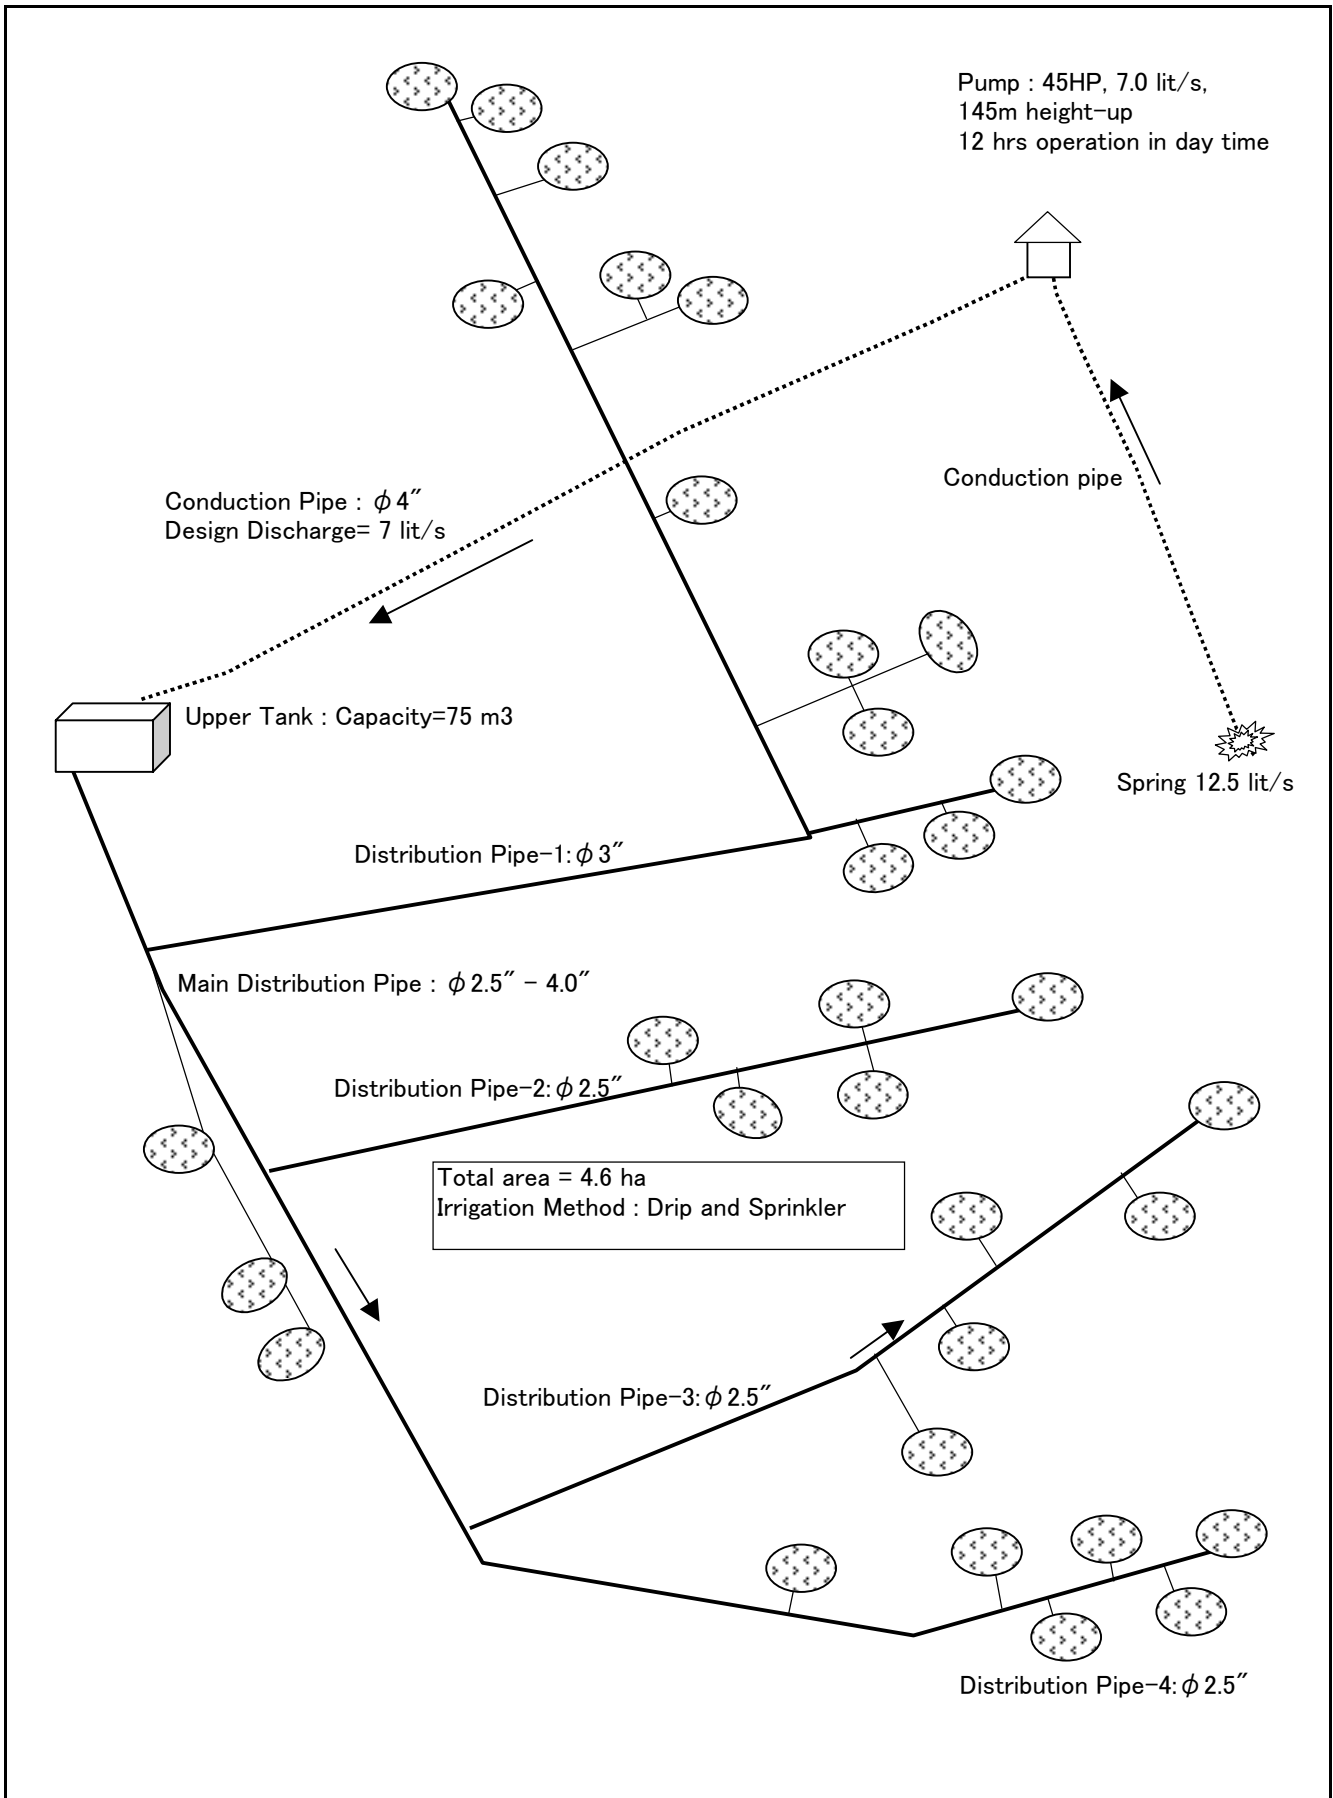 Pump : 45HP, 7.0 lit/s,
145m height-up
12 hrs operation in day time
Conduction pipe
Conduction Pipe : φ4″
Design Discharge= 7 lit/s
Upper Tank : Capacity=75 m3
Spring 12.5 lit/s
Distribution Pipe-1:φ3″
Main Distribution Pipe : φ2.5″ - 4.0″
Distribution Pipe-2:φ2.5″
Total area = 4.6 ha
Irrigation Method : Drip and Sprinkler
Distribution Pipe-3:φ2.5″
Distribution Pipe-4:φ2.5″